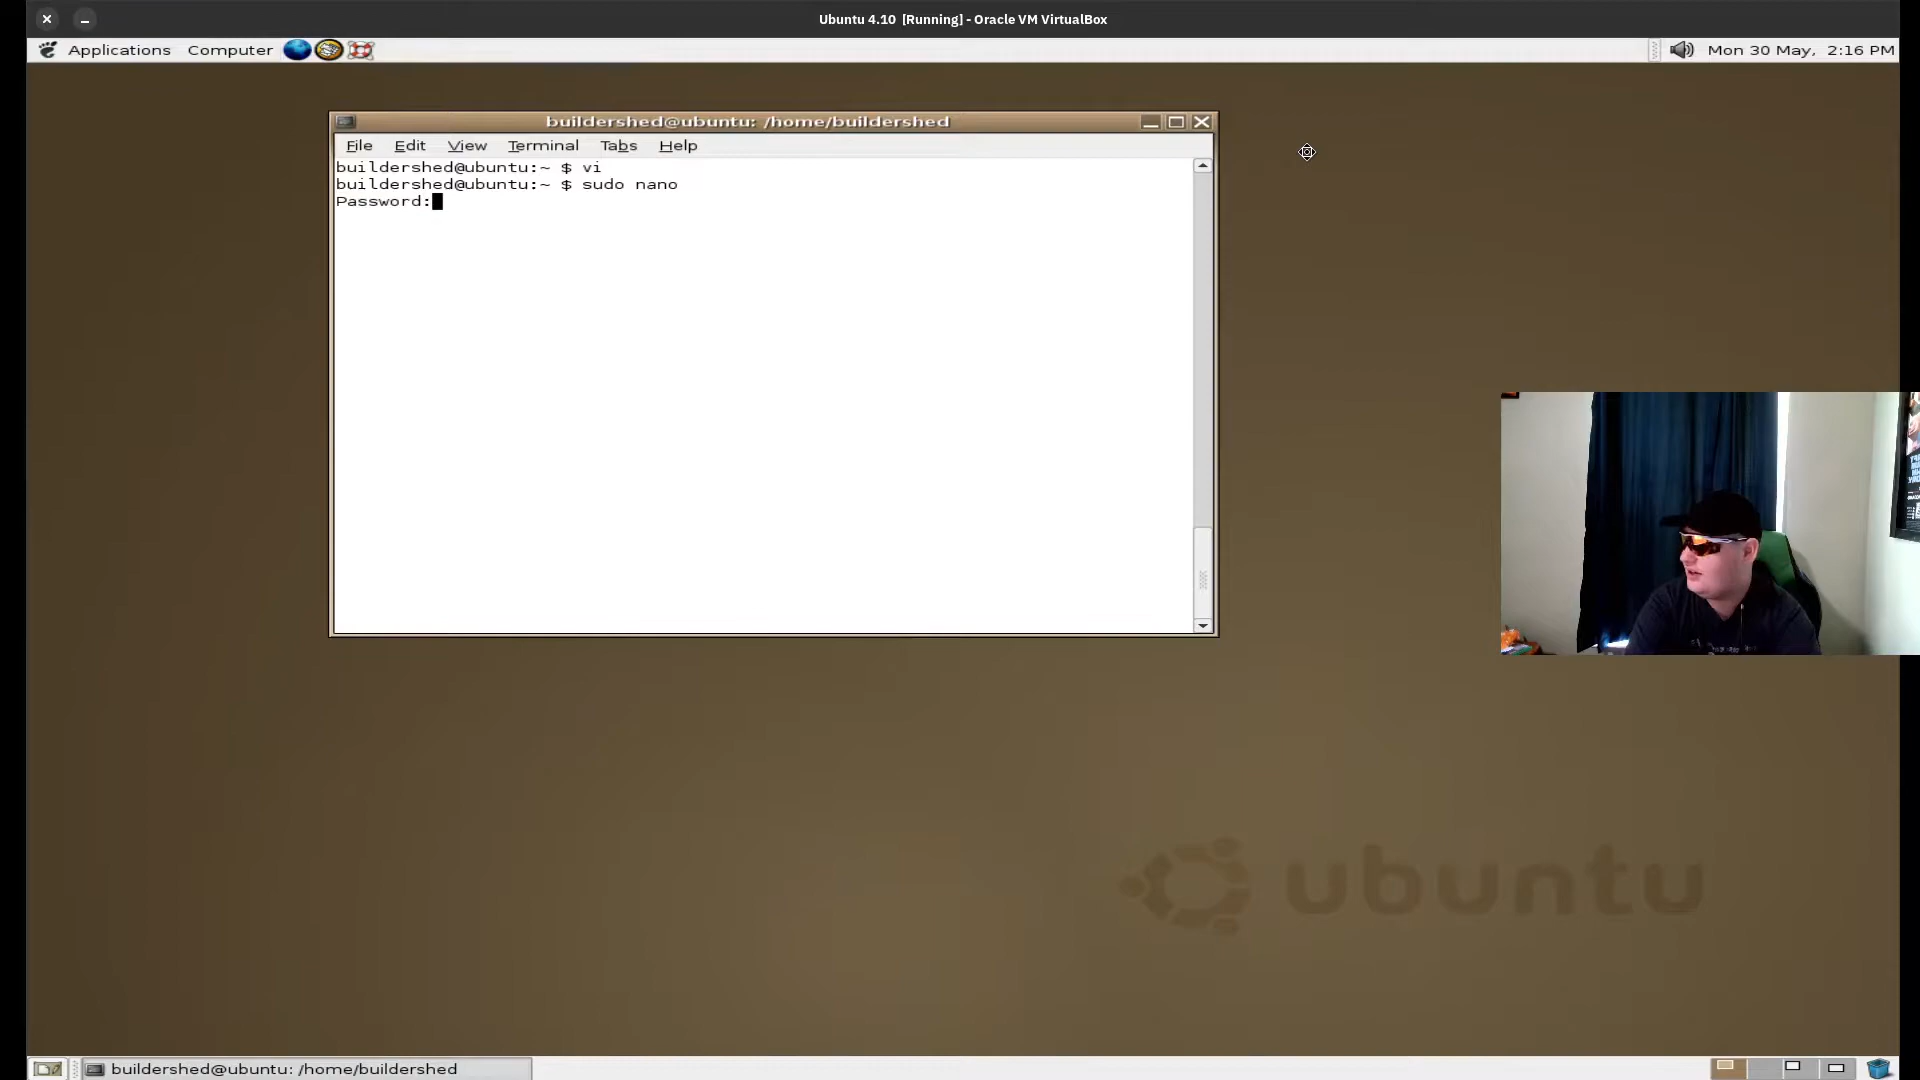 Ubuntu 4.10 [Running] - Oracle VM VirtualBox
Applications Computer Mon 30 May, 2:16 PM
buildershed@ubuntu: /home/buildershed
File Edit View Terminal Tabs Help
buildershed@ubuntu:~ $ vi
buildershed@ubuntu:~ $ sudo nano
Password:
ubuntu
buildershed@ubuntu: /home/buildershed